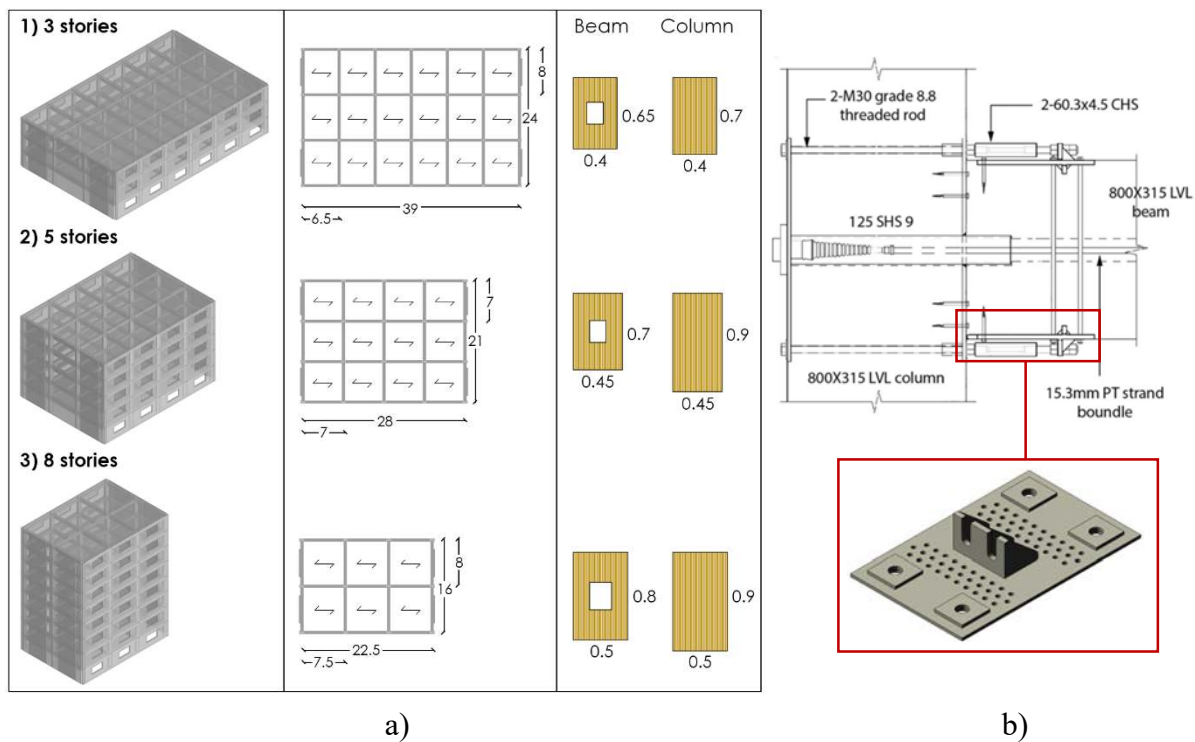 1) 3 stories
8
24
6.5
39
Beam
Column
0.65
0.4
0.7
0.4
2) 5 stories
7
21
28
7
0.7
0.45
0.9
0.45
3) 8 stories
8
16
22.5
7.5
0.8
0.5
0.9
0.5
a)
2-M30 grade 8.8
threaded rod
2-60.3x4.5 CHS
125 SHS 9
800X315 LVL
beam
800X315 LVL column
15.3mm PT strand
boundle
b)